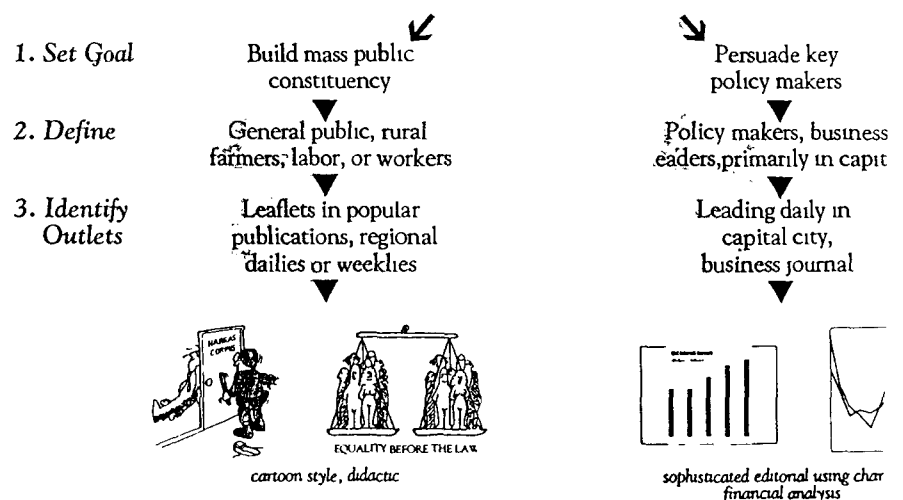 1. Set Goal
Build mass public
constituency
Persuade key
policy makers
2. Define
General public, rural
farmers, labor, or workers
Policy makers, business
eaders, primarily in capit
3. Identify
Outlets
Leaflets in popular
publications, regional
dailies or weeklies
Leading daily in
capital city,
business journal
HABEAS
CORPUS
EQUALITY BEFORE THE LAW
cartoon style, didactic
sophisticated editorial using char
financial analysis